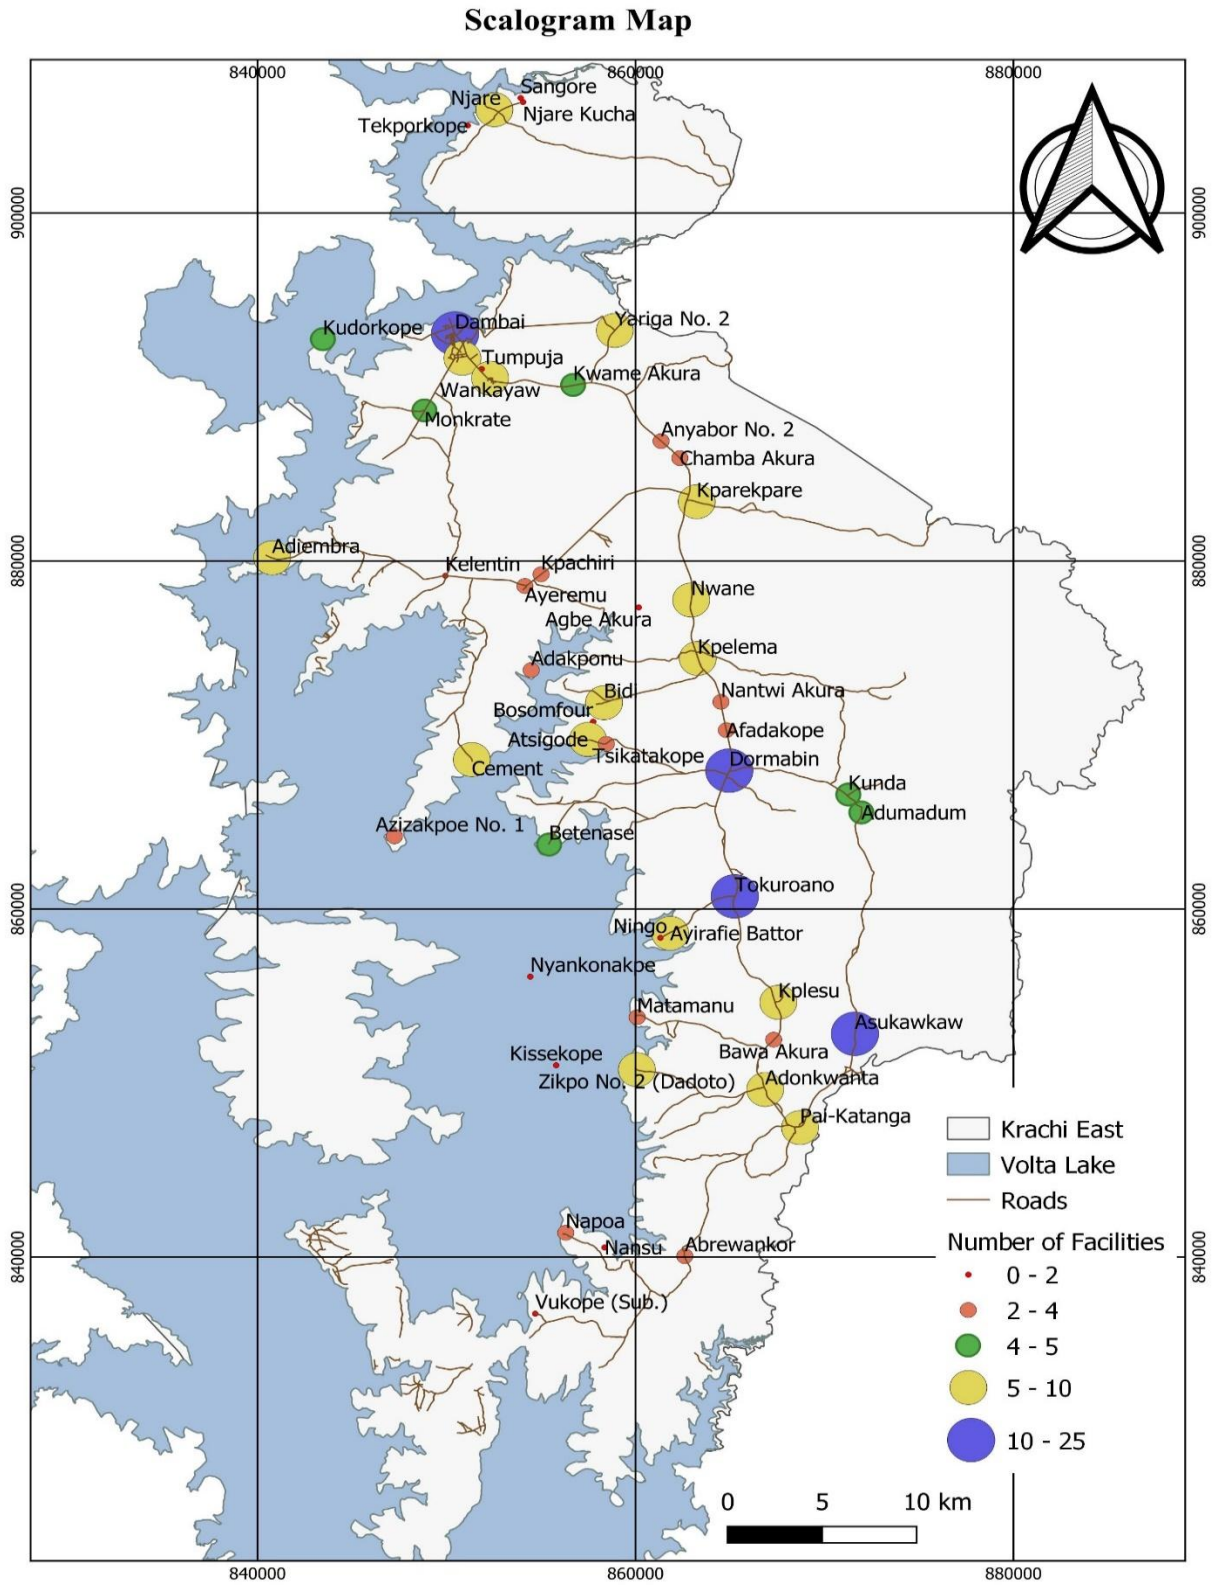 Scalogram Map
840000
860000
880000
Sangore
Njare
Njare Kucha
Tekporkope
900000
900000
Kudorkope
Dambai
Yariga No. 2
Tumpuja
Kwame Akura
Wankayaw
Monkrate
Anyabor No. 2
Chamba Akura
Kparekpare
Adiembra
880000
880000
Kelentin
Kpachiri
Ayeremu
Nwane
Agbe Akura
Kpelema
Adakponu
Bidi
Nantwi Akura
Bosomfour
Afadakope
Atsigode
Tsikatakope
Dormabin
Cement
Kunda
Adumadum
Azizakpoe No. 1
Betenase
Tokuroano
860000
860000
Ningo
Ayirafie Battor
Nyankonakpe
Kplesu
Matamanu
Asukawkaw
Bawa Akura
Kissekope
Zikpo No. 2 (Dadoto)
Adonkwanta
Pai-Katanga
Krachi East
Volta Lake
Roads
Napoa
Nansu
Abrewankor
840000
840000
Number of Facilities
0 - 2
Vukope (Sub.)
2 - 4
4 - 5
5 - 10
10 - 25
0 5 10 km
840000
860000
880000